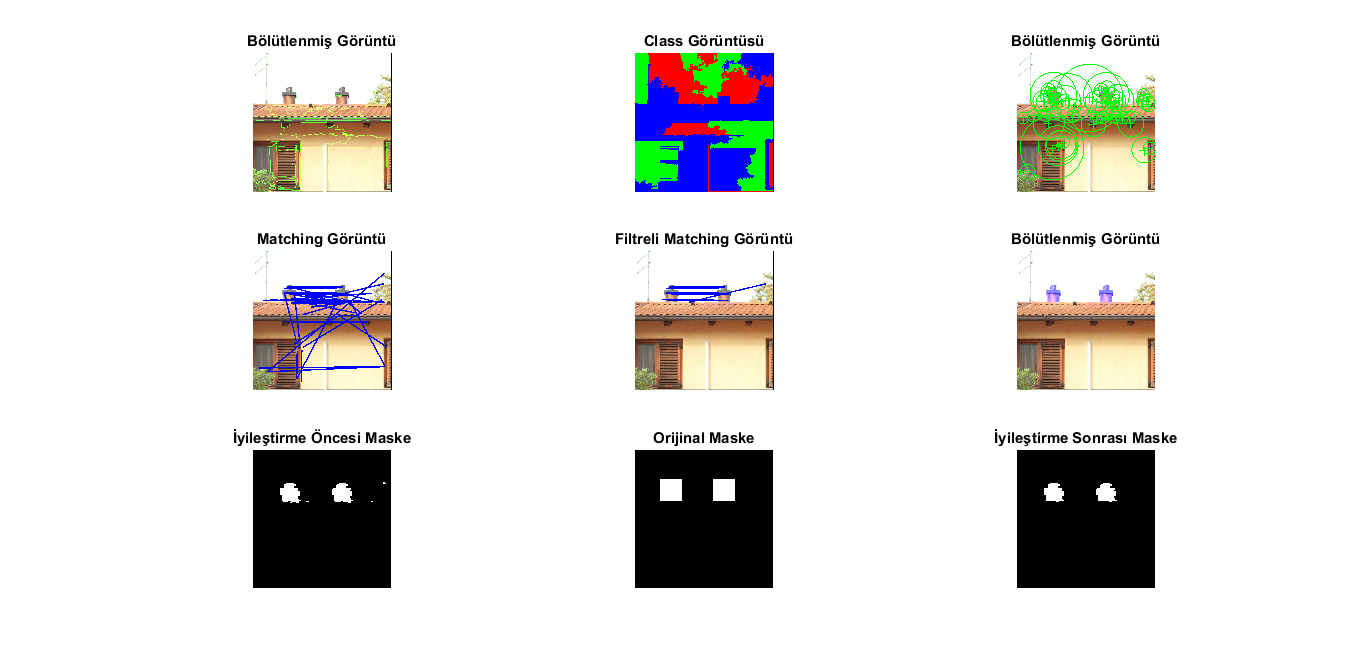 Bölütlenmiş Görüntü
Class Görüntüsü
Bölütlenmiş Görüntü
Matching Görüntü
Filtreli Matching Görüntü
Bölütlenmiş Görüntü
İyileştirme Öncesi Maske
Orijinal Maske
İyileştirme Sonrası Maske